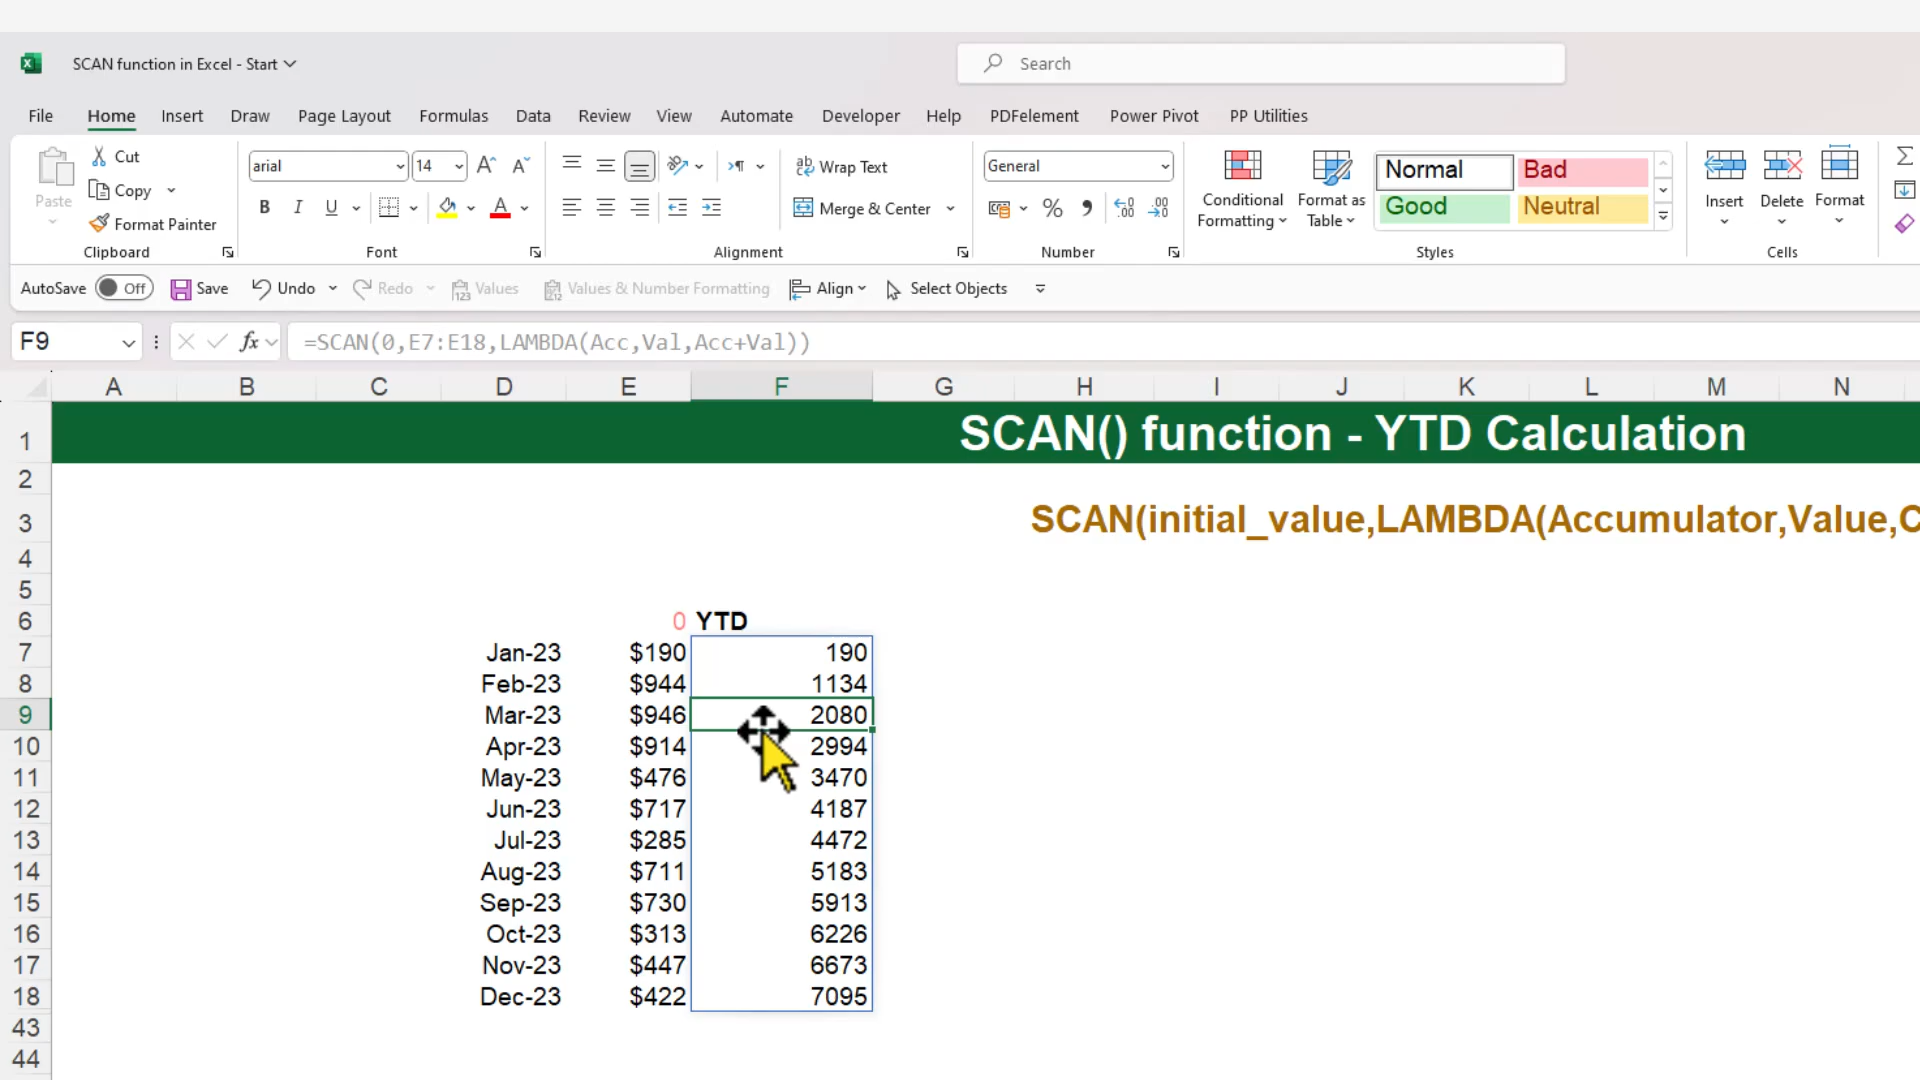 SCAN function in Excel - Start
Search
File Home Insert Draw Page Layout Formulas Data Review View Automate Developer Help PDFelement Power Pivot PP Utilities
Paste
Cut
Copy
Format Painter
Clipboard
arial 14
B I U A
Font
Wrap Text
Merge & Center
Alignment
General
Number
Conditional Formatting
Format as Table
Normal Bad
Good Neutral
Styles
Insert Delete Format
Cells
AutoSave Off Save Undo Redo Values Values & Number Formatting Align Select Objects
F9 fx =SCAN(0,E7:E18,LAMBDA(Acc,Val,Acc+Val))
A B C D E F G H I J K L M N
1 SCAN() function - YTD Calculation
2
3 SCAN(initial_value,LAMBDA(Accumulator,Value,C
4
5
6 0 YTD
7 Jan-23 $190 190
8 Feb-23 $944 1134
9 Mar-23 $946 2080
10 Apr-23 $914 2994
11 May-23 $476 3470
12 Jun-23 $717 4187
13 Jul-23 $285 4472
14 Aug-23 $711 5183
15 Sep-23 $730 5913
16 Oct-23 $313 6226
17 Nov-23 $447 6673
18 Dec-23 $422 7095
43
44